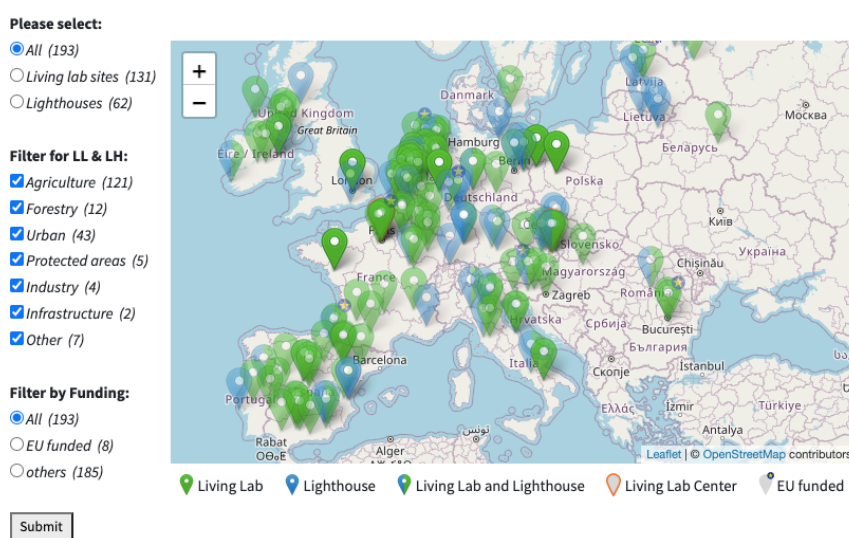 Please select:
All (193)
Living lab sites (131)
Lighthouses (62)
Filter for LL & LH:
Agriculture (121)
Forestry (12)
Urban (43)
Protected areas (5)
Industry (4)
Infrastructure (2)
Other (7)
Filter by Funding:
All (193)
EU funded (8)
others (185)
Submit
+
−
Danmark
Latvija
Lietuva
Москва
United Kingdom
Great Britain
Éire / Ireland
Hamburg
Berlin
Беларусь
London
Polska
Deutschland
Київ
Paris
Slovensko
Україна
Magyarország
Chișinău
France
Zagreb
România
Hrvatska
Србија
București
България
Barcelona
Italia
Скопје
İstanbul
Portugal
España
Ελλάς
İzmir
Türkiye
Antalya
تونس
Rabat
Alger
Leaflet | © OpenStreetMap contributors
Living Lab
Lighthouse
Living Lab and Lighthouse
Living Lab Center
EU funded